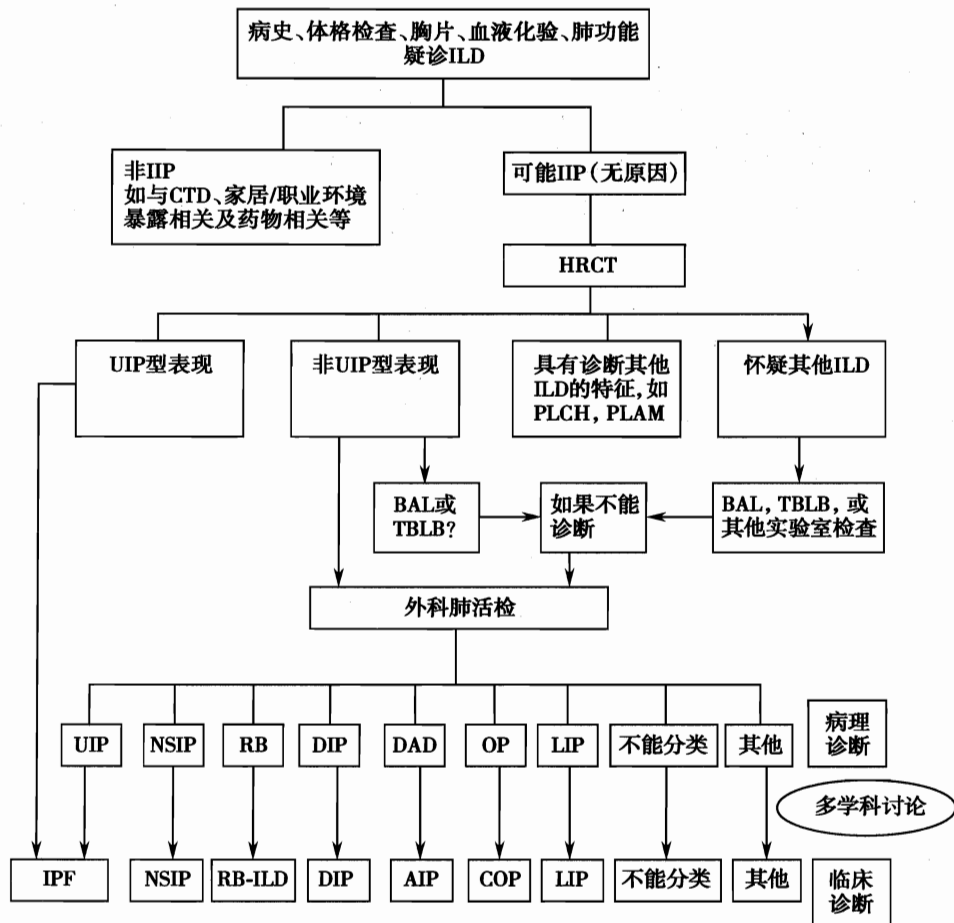 病史、体格检查、胸片、血液化验、肺功能
疑诊ILD
非IIP
如与CTD、家居/职业环境
暴露相关及药物相关等
可能IIP（无原因）
HRCT
UIP型表现
非UIP型表现
具有诊断其他
ILD的特征，如
PLCH，PLAM
怀疑其他ILD
BAL或
TBLB？
如果不能
诊断
BAL，TBLB，或
其他实验室检查
外科肺活检
UIP
NSIP
RB
DIP
DAD
OP
LIP
不能分类
其他
病理
诊断
多学科讨论
IPF
NSIP
RB-ILD
DIP
AIP
COP
LIP
不能分类
其他
临床
诊断